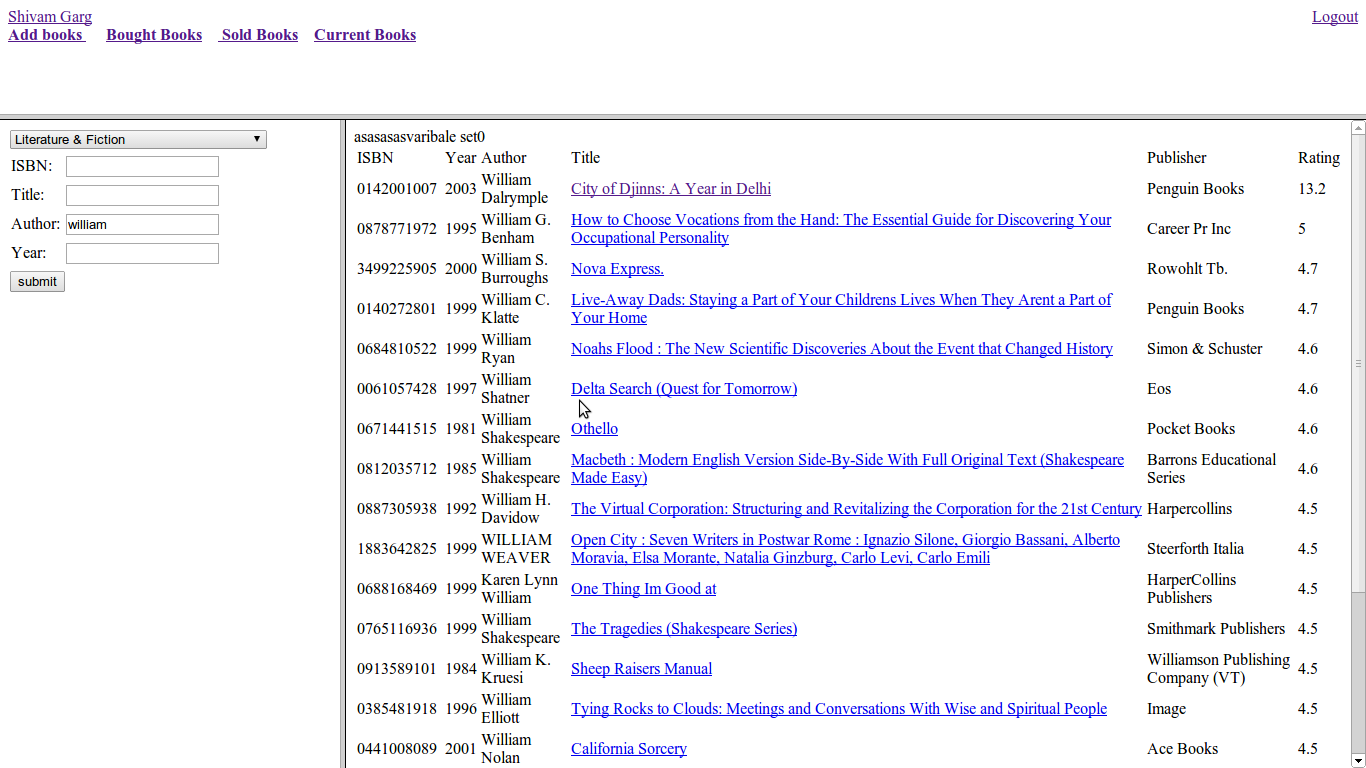 Shivam Garg Logout
Add books Bought Books Sold Books Current Books
Literature & Fiction
ISBN:
Title:
Author: william
Year:
submit
asasasasvaribale set0
ISBN Year Author Title Publisher Rating
0142001007 2003 William Dalrymple City of Djinns: A Year in Delhi Penguin Books 13.2
0878771972 1995 William G. Benham How to Choose Vocations from the Hand: The Essential Guide for Discovering Your Occupational Personality Career Pr Inc 5
3499225905 2000 William S. Burroughs Nova Express. Rowohlt Tb. 4.7
0140272801 1999 William C. Klatte Live-Away Dads: Staying a Part of Your Childrens Lives When They Arent a Part of Your Home Penguin Books 4.7
0684810522 1999 William Ryan Noahs Flood : The New Scientific Discoveries About the Event that Changed History Simon & Schuster 4.6
0061057428 1997 William Shatner Delta Search (Quest for Tomorrow) Eos 4.6
0671441515 1981 William Shakespeare Othello Pocket Books 4.6
0812035712 1985 William Shakespeare Macbeth : Modern English Version Side-By-Side With Full Original Text (Shakespeare Made Easy) Barrons Educational Series 4.6
0887305938 1992 William H. Davidow The Virtual Corporation: Structuring and Revitalizing the Corporation for the 21st Century Harpercollins 4.5
1883642825 1999 WILLIAM WEAVER Open City : Seven Writers in Postwar Rome : Ignazio Silone, Giorgio Bassani, Alberto Moravia, Elsa Morante, Natalia Ginzburg, Carlo Levi, Carlo Emili Steerforth Italia 4.5
0688168469 1999 Karen Lynn William One Thing Im Good at HarperCollins Publishers 4.5
0765116936 1999 William Shakespeare The Tragedies (Shakespeare Series) Smithmark Publishers 4.5
0913589101 1984 William K. Kruesi Sheep Raisers Manual Williamson Publishing Company (VT) 4.5
0385481918 1996 William Elliott Tying Rocks to Clouds: Meetings and Conversations With Wise and Spiritual People Image 4.5
0441008089 2001 William Nolan California Sorcery Ace Books 4.5